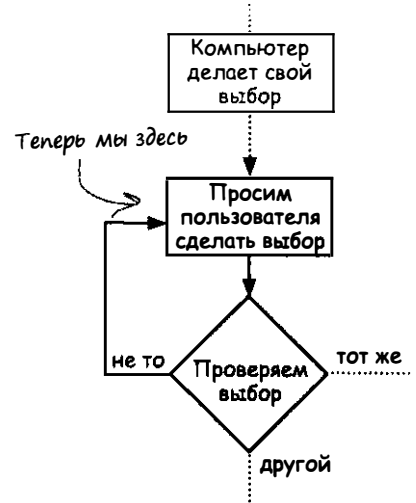 Компьютер
делает свой
выбор
Теперь мы здесь
Просим
пользователя
сделать выбор
не то
Проверяем
выбор
тот же
другой